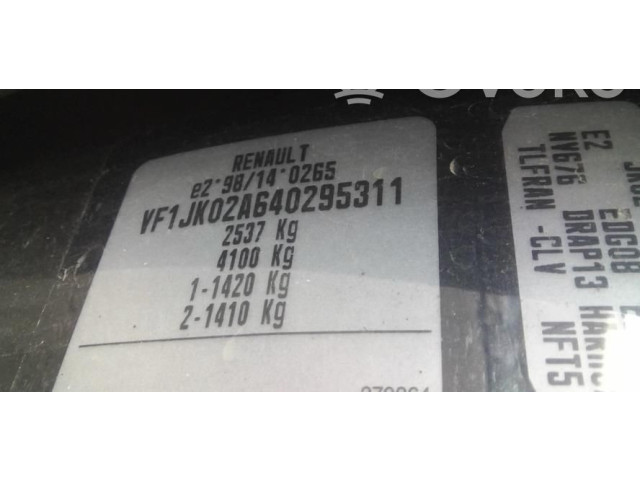 RENAULT
e2*98/14*0265
VF1JK02A640295311
2537 Kg
4100 Kg
1-1420 Kg
2-1410 Kg
E2
NV676
DRAP13
TLFRAN -CLV
NFT5